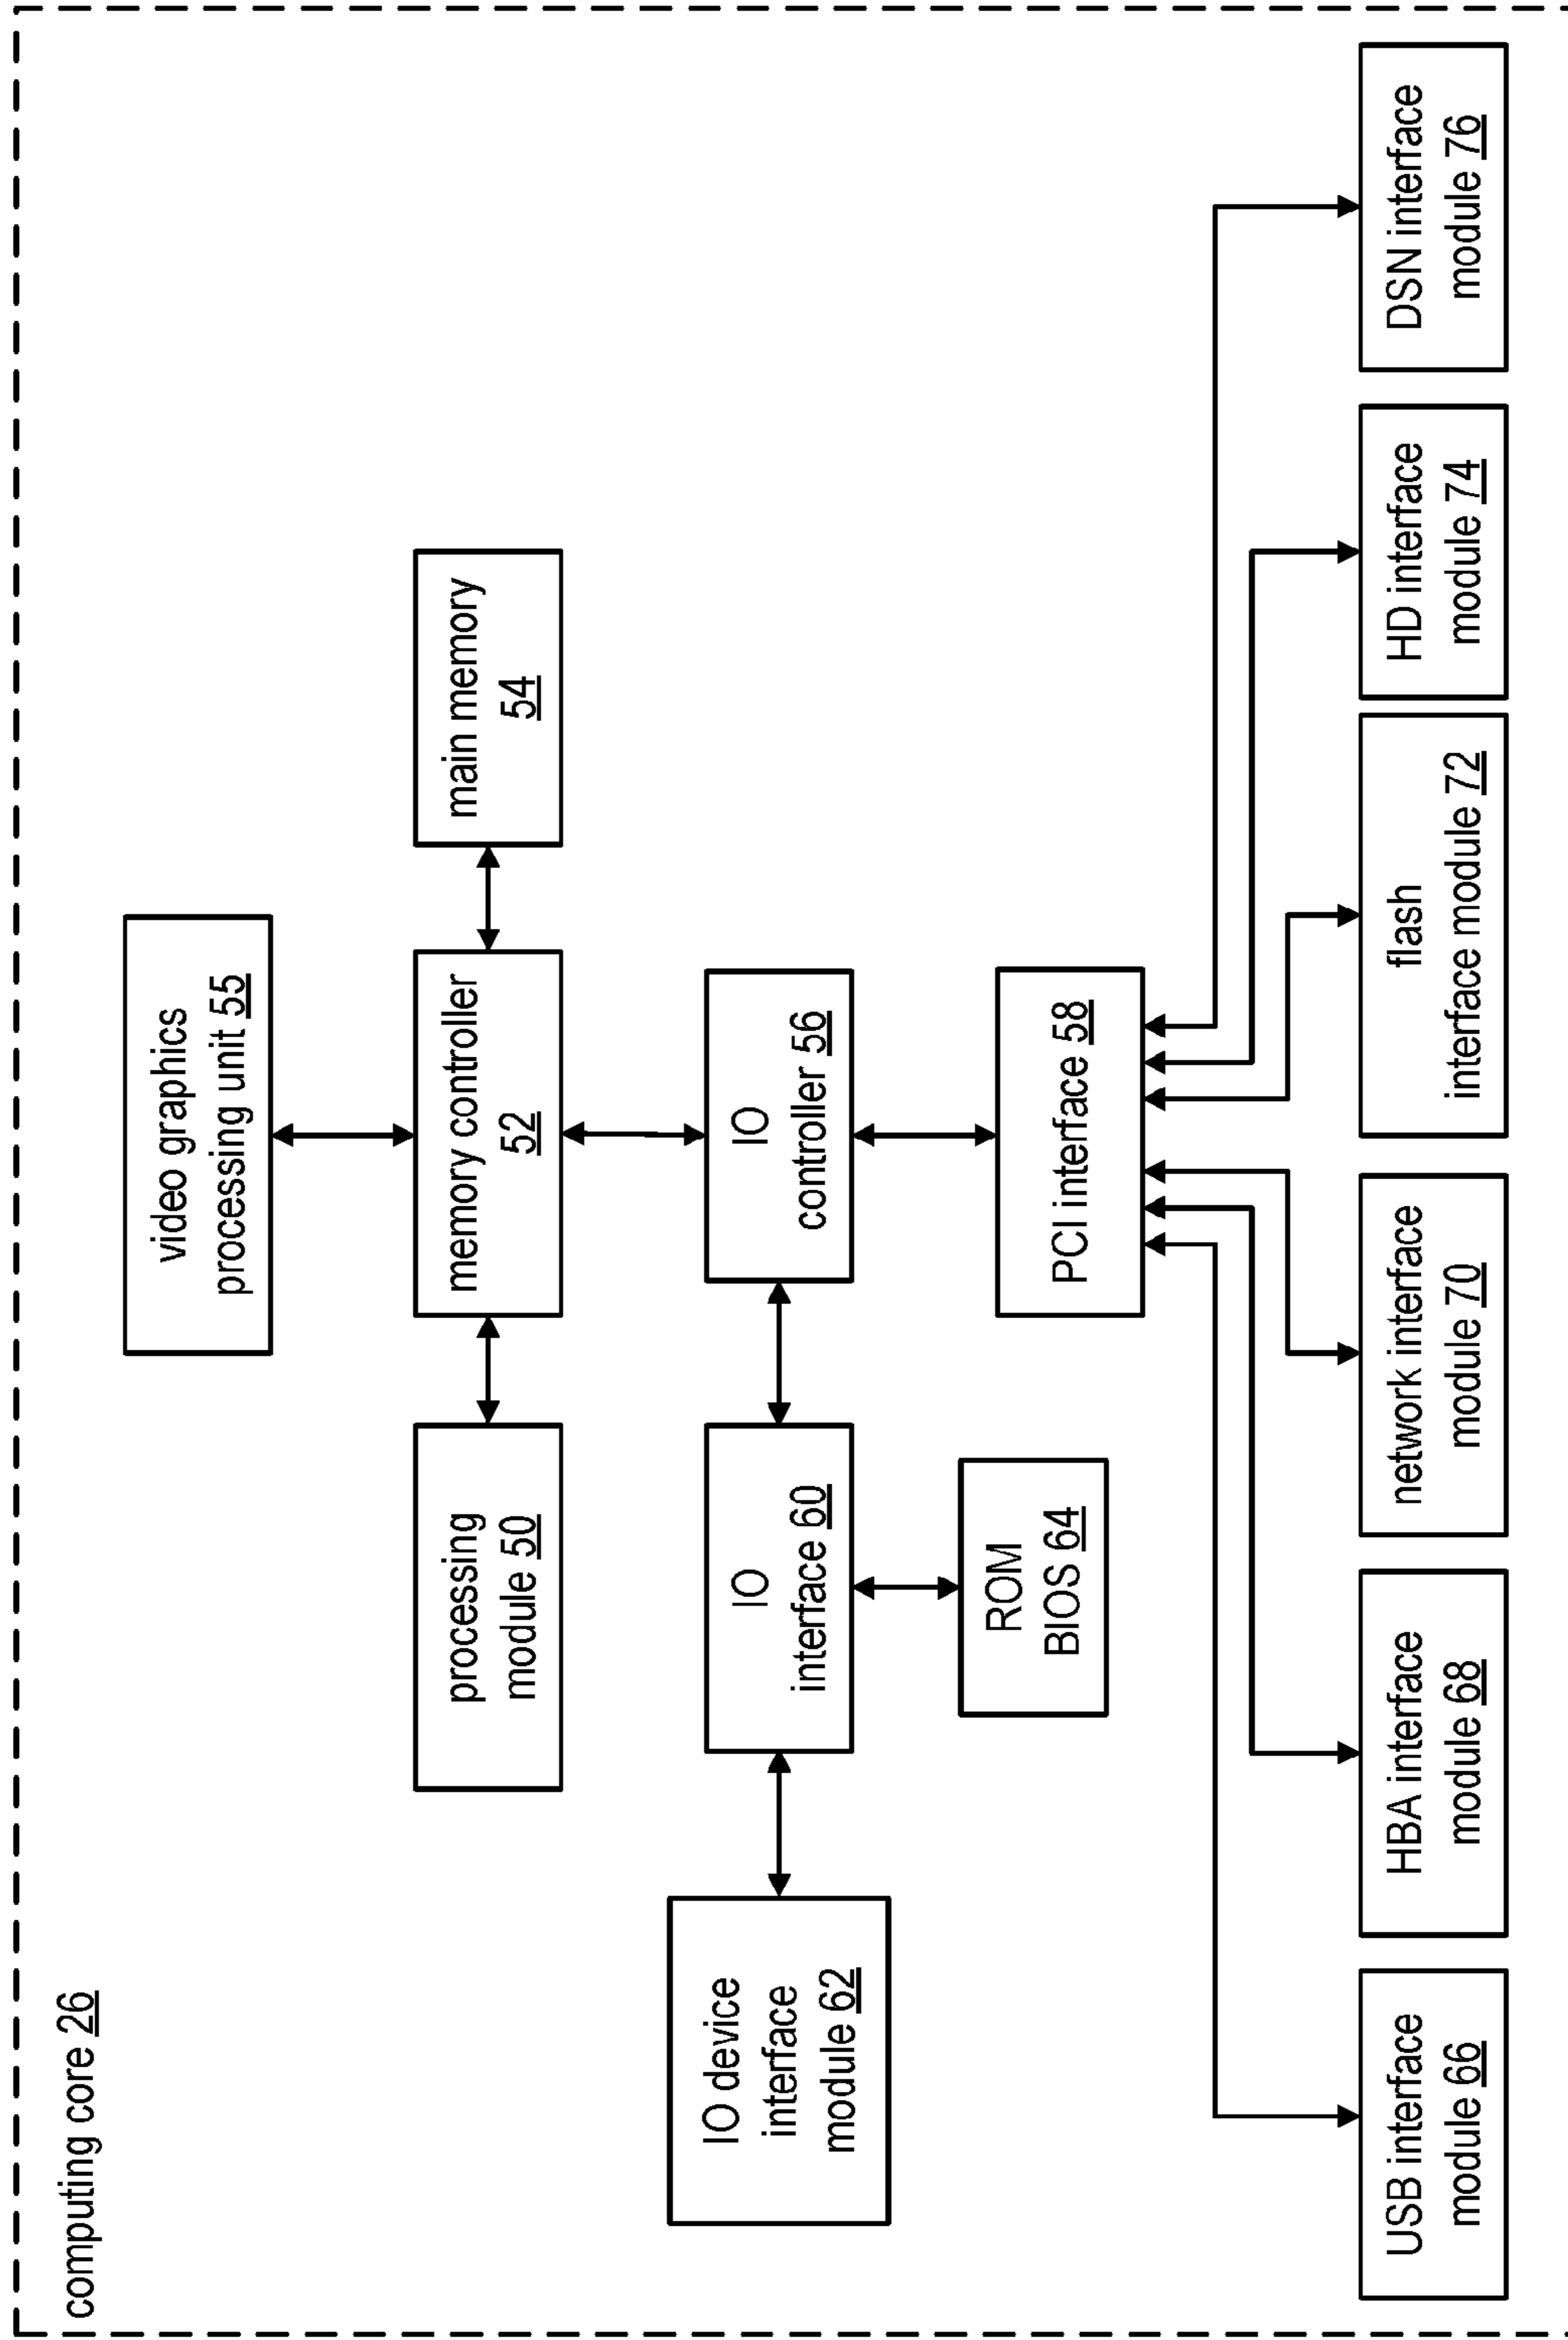 computing core 26
video graphics
processing unit 55
processing
module 50
memory controller
52
main memory
54
IO device
interface
module 62
IO
interface 60
IO
controller 56
ROM
BIOS 64
PCI interface 58
USB interface
module 66
HBA interface
module 68
network interface
module 70
flash
interface module 72
HD interface
module 74
DSN interface
module 76